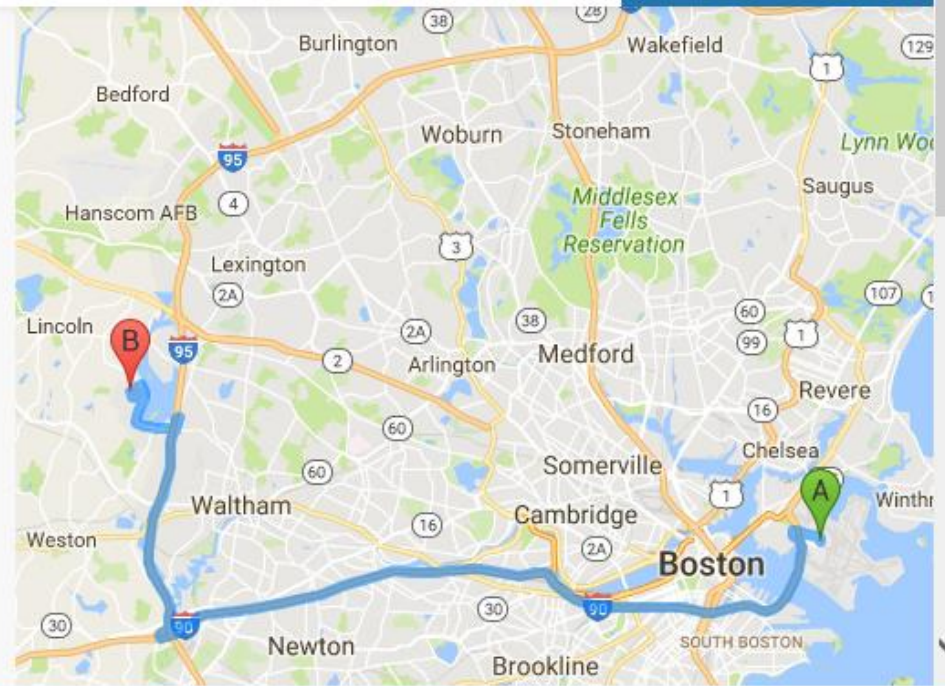 38
28
Burlington
Wakefield
129
1
Bedford
Woburn
Stoneham
95
Lynn Woo
4
Saugus
Middlesex
Fells
Reservation
Hanscom AFB
3
Lexington
2A
107
1
60
38
1
Lincoln
B
95
2A
99
2
Arlington
Medford
Revere
16
60
Chelsea
Somerville
60
A
1
Waltham
Winthr
16
Cambridge
Weston
2A
Boston
90
30
90
30
Newton
SOUTH BOSTON
Brookline